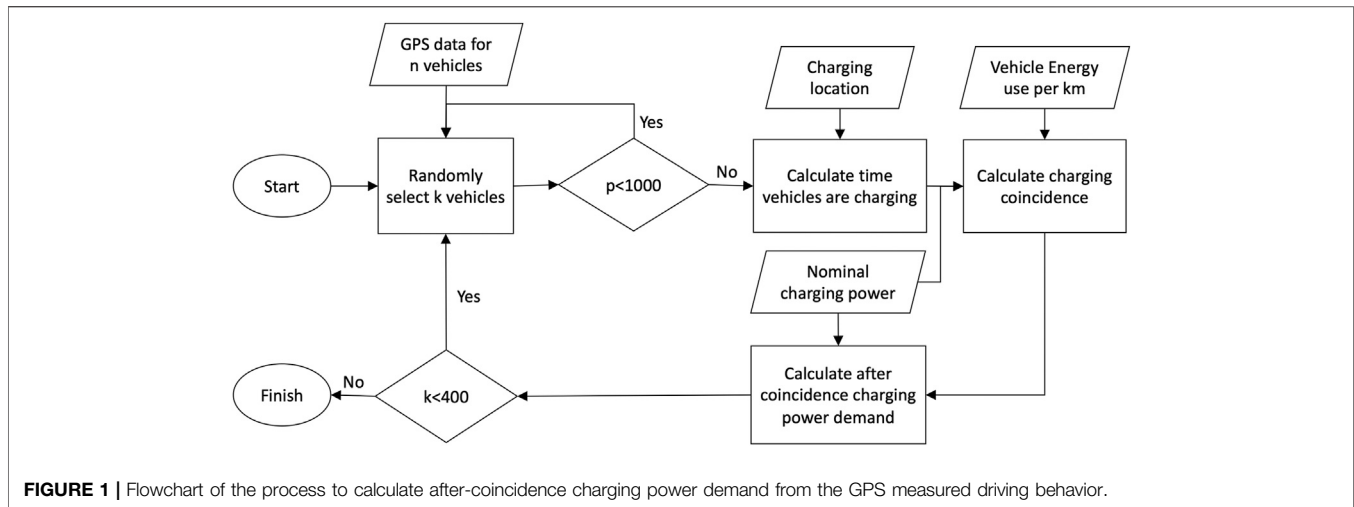 GPS data for
n vehicles
Charging
location
Vehicle Energy
use per km
Yes
Start
Randomly
select k vehicles
p<1000
No
Calculate time
vehicles are charging
Calculate charging
coincidence
Nominal
charging power
Yes
Finish
No
k<400
Calculate after
coincidence charging
power demand
FIGURE 1 | Flowchart of the process to calculate after-coincidence charging power demand from the GPS measured driving behavior.